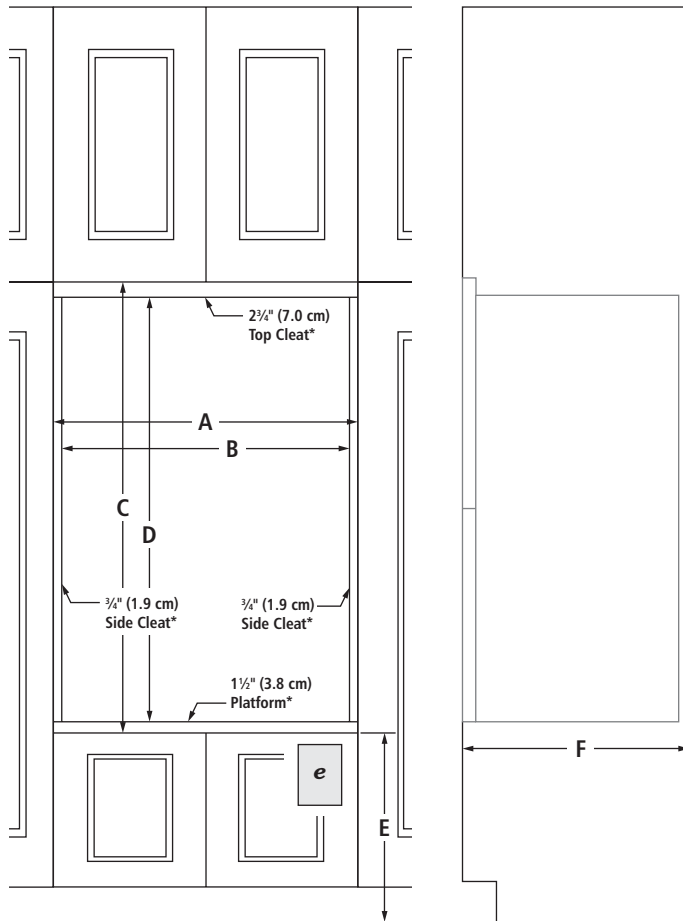 2¾" (7.0 cm)
Top Cleat*
A
B
C
D
¾" (1.9 cm)
Side Cleat*
¾" (1.9 cm)
Side Cleat*
1½" (3.8 cm)
Platform*
e
F
E